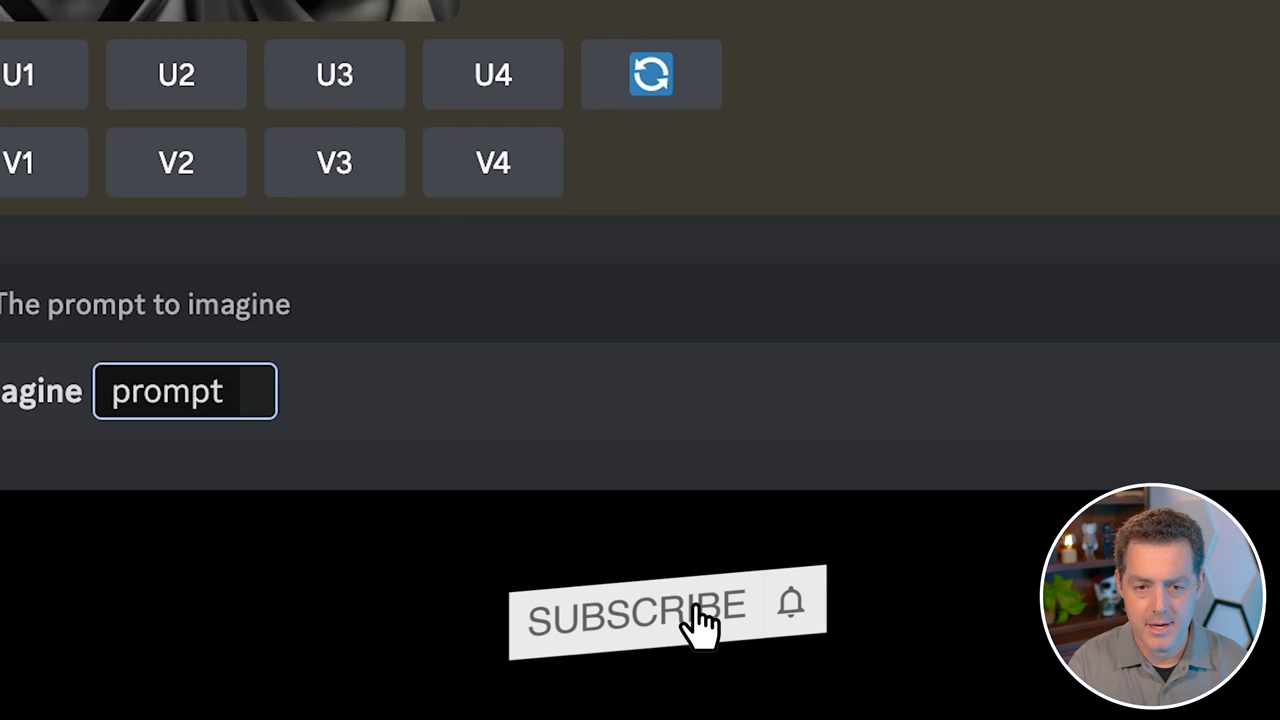 U1 U2 U3 U4
V1 V2 V3 V4
The prompt to imagine
agine prompt
SUBSCRIBE